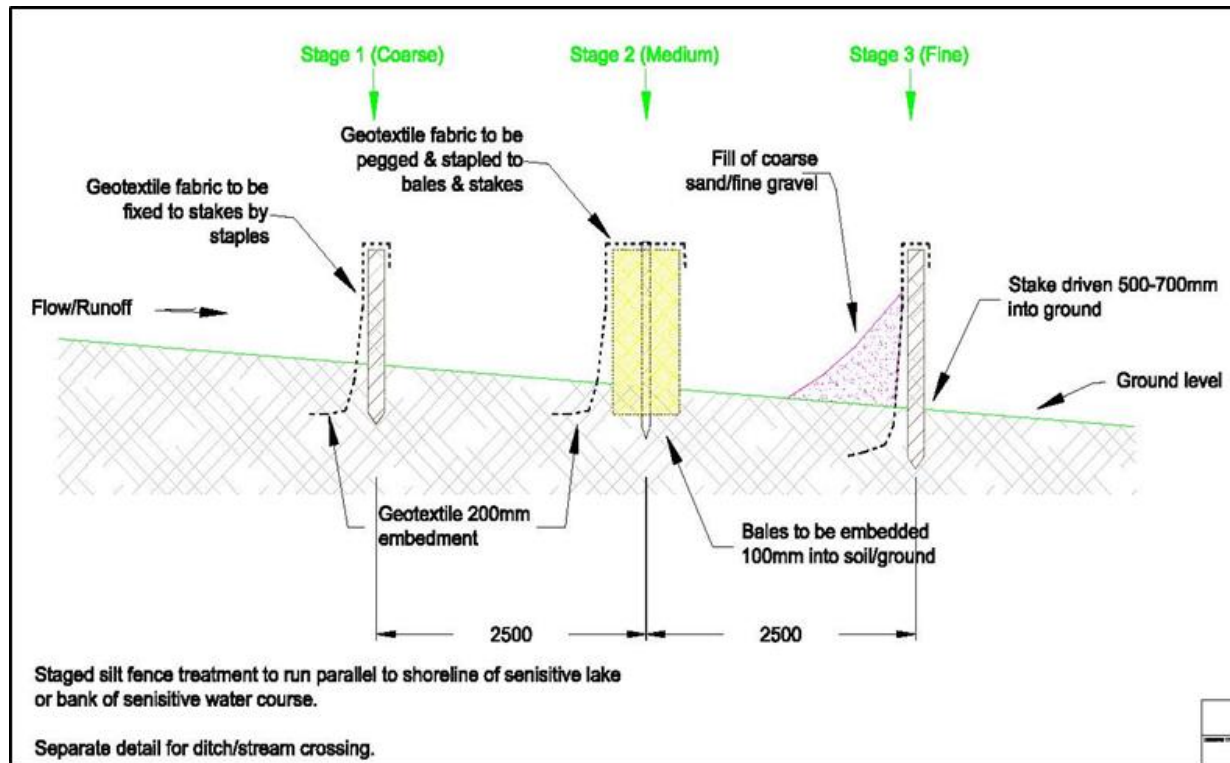 Stage 1 (Coarse)
Stage 2 (Medium)
Stage 3 (Fine)
Geotextile fabric to be
pegged & stapled to
bales & stakes
Fill of coarse
sand/fine gravel
Geotextile fabric to be
fixed to stakes by
staples
Flow/Runoff
Stake driven 500-700mm
into ground
Ground level
Geotextile 200mm
embedment
Bales to be embedded
100mm into soil/ground
2500
2500
Staged silt fence treatment to run parallel to shoreline of senisitive lake
or bank of senisitive water course.
Separate detail for ditch/stream crossing.